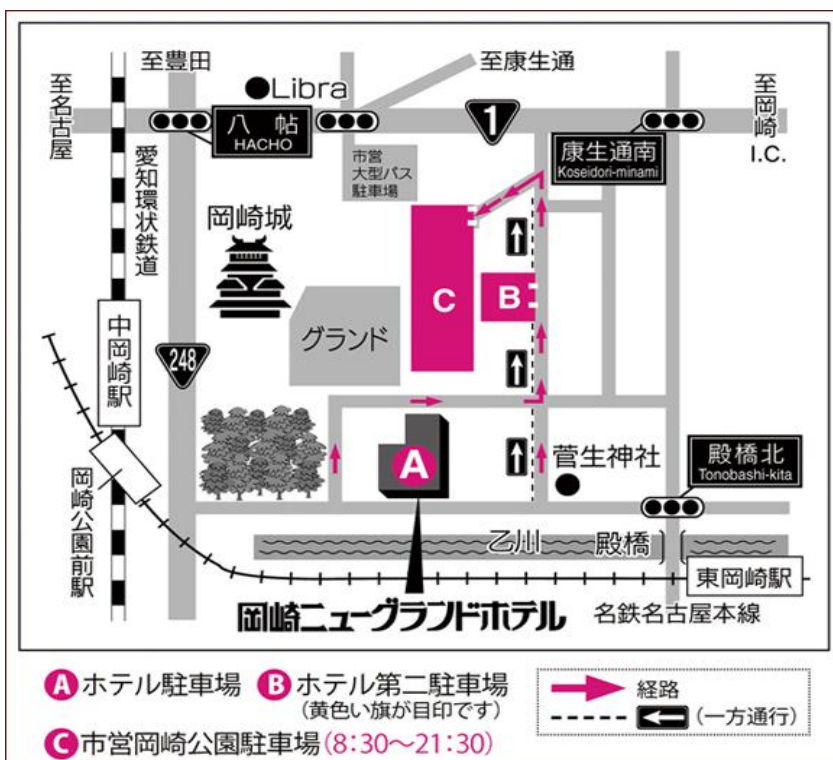 至豊田
至康生通
Libra
至名古屋
八帖
HACHO
1
康生通南
Koseidori-minami
至岡崎I.C.
愛知環状鉄道
市営
大型バス
駐車場
岡崎城
C
B
グランド
中岡崎駅
248
A
菅生神社
殿橋北
Tonobashi-kita
岡崎公園前駅
乙川
殿橋
東岡崎駅
岡崎ニューグランドホテル
名鉄名古屋本線
A ホテル駐車場
B ホテル第二駐車場
(黄色い旗が目印です)
C 市営岡崎公園駐車場(8:30～21:30)
経路
(一方通行)